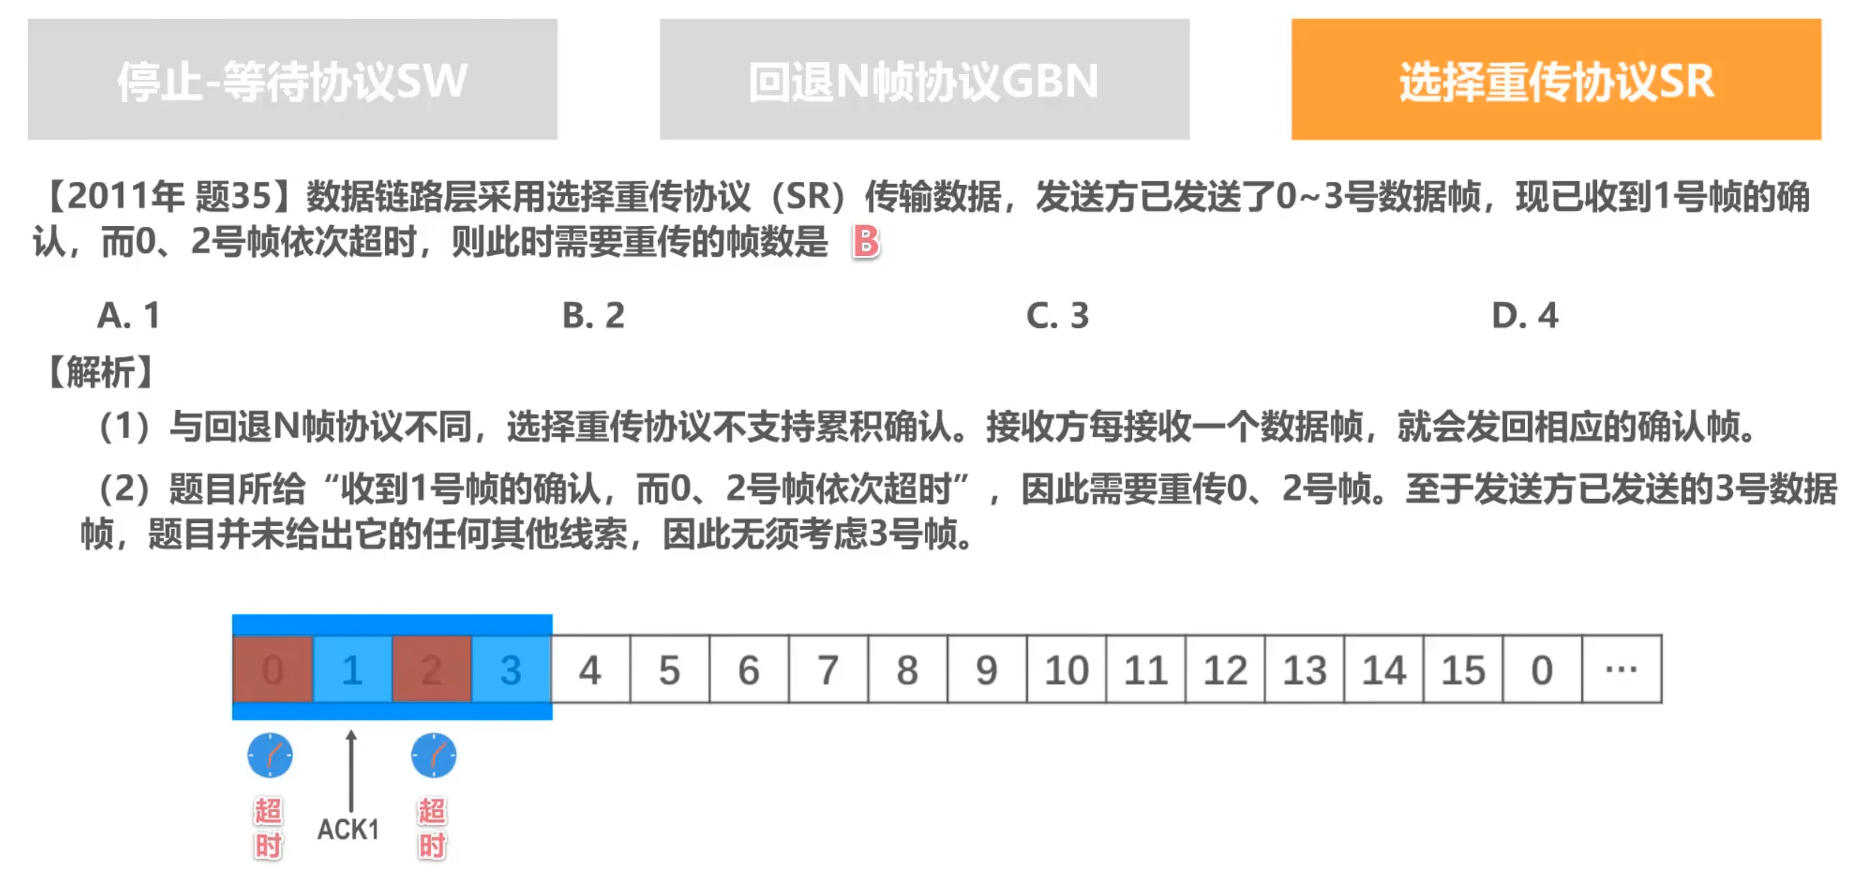 停止-等待协议SW
回退N帧协议GBN
选择重传协议SR
【2011年 题35】数据链路层采用选择重传协议（SR）传输数据，发送方已发送了0~3号数据帧，现已收到1号帧的确
认，而0、2号帧依次超时，则此时需要重传的帧数是 B
A. 1 B. 2 C. 3 D. 4
【解析】
（1）与回退N帧协议不同，选择重传协议不支持累积确认。接收方每接收一个数据帧，就会发回相应的确认帧。
（2）题目所给“收到1号帧的确认，而0、2号帧依次超时”，因此需要重传0、2号帧。至于发送方已发送的3号数据
帧，题目并未给出它的任何其他线索，因此无须考虑3号帧。
0 1 2 3 4 5 6 7 8 9 10 11 12 13 14 15 0 ···
超时
ACK1
超时